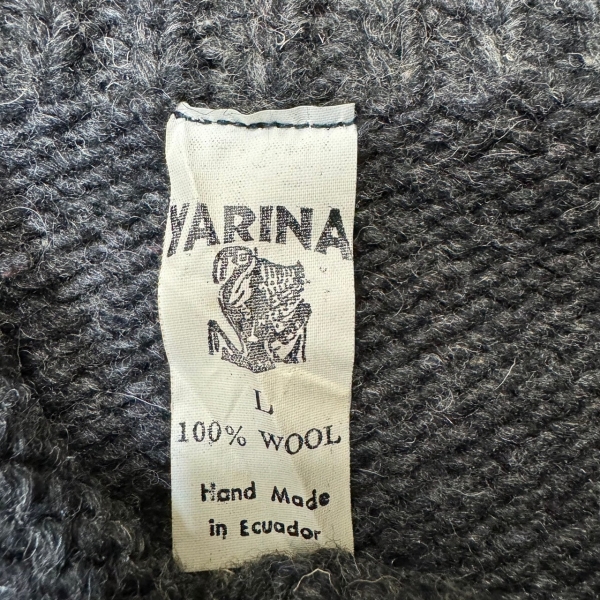 YARINA
L
100% WOOL
Hand Made
in Ecuador